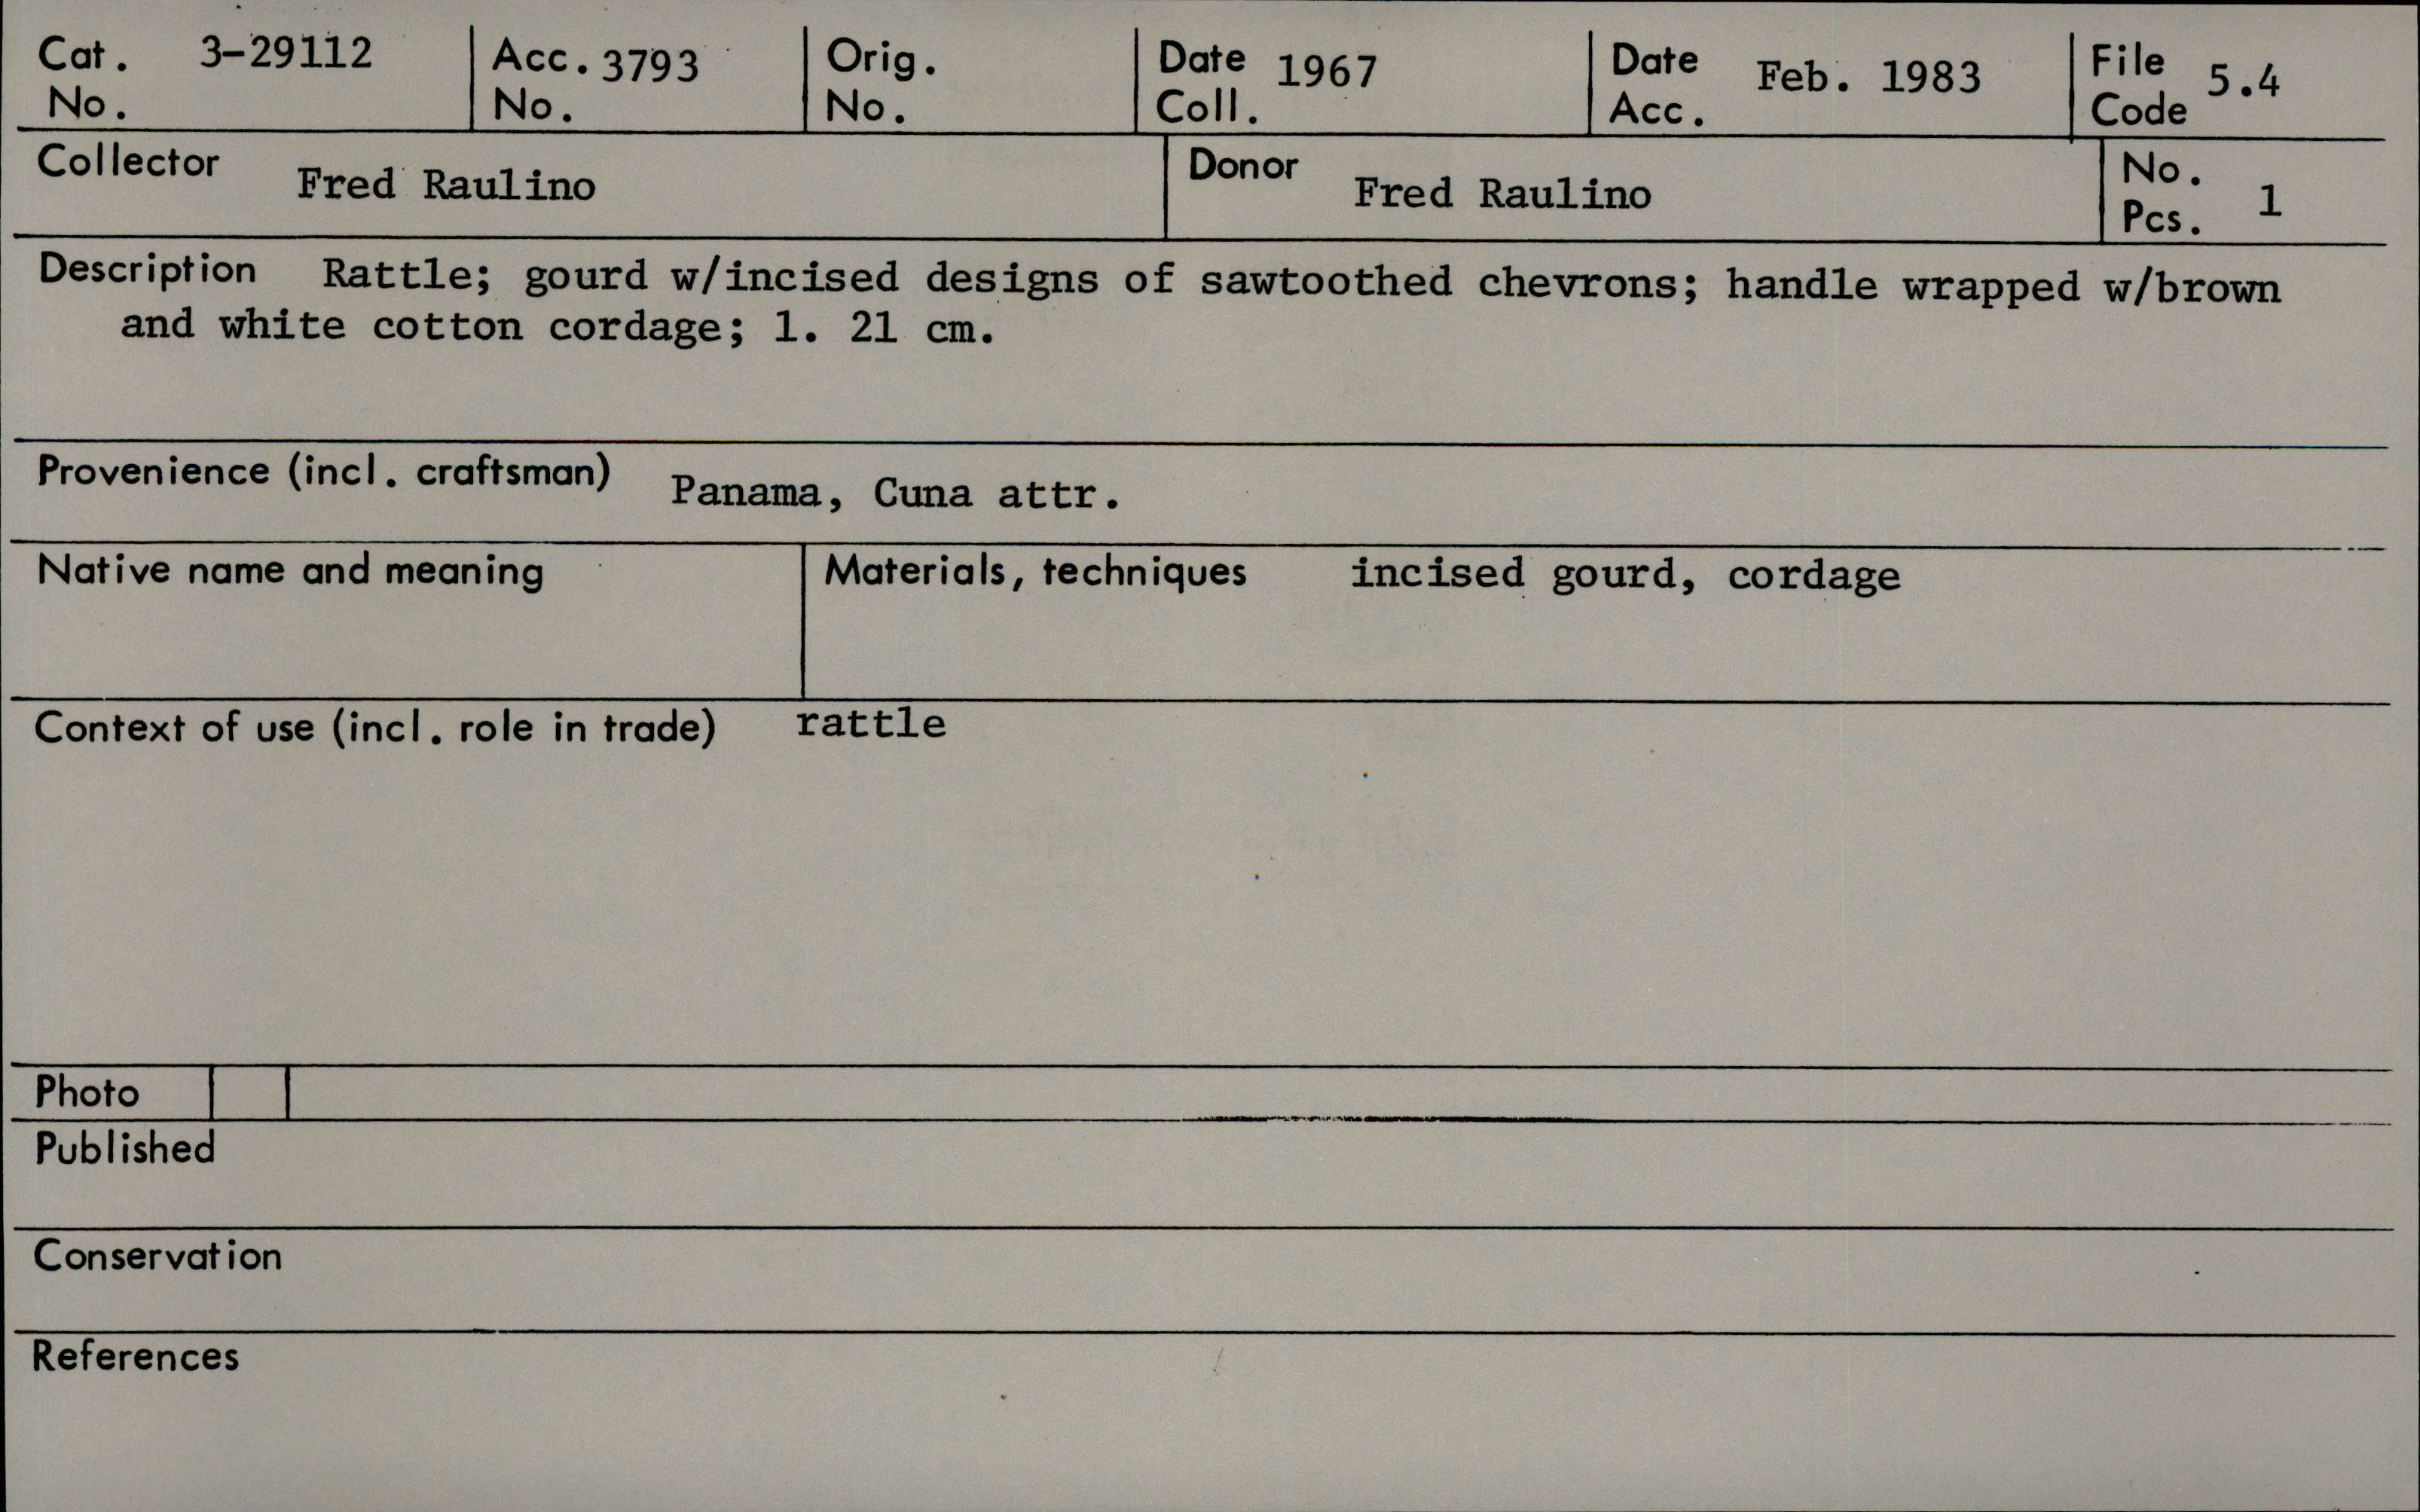 Cat. No. 3-29112 Acc. No. 3793 Orig. No. Date Coll. 1967 Date Acc. Feb. 1983 File Code 5.4
Collector Fred Raulino Donor Fred Raulino No. Pcs. 1
Description Rattle; gourd w/incised designs of sawtoothed chevrons; handle wrapped w/brown
and white cotton cordage; l. 21 cm.
Provenience (incl. craftsman) Panama, Cuna attr.
Native name and meaning Materials, techniques incised gourd, cordage
Context of use (incl. role in trade) rattle
Photo
Published
Conservation
References